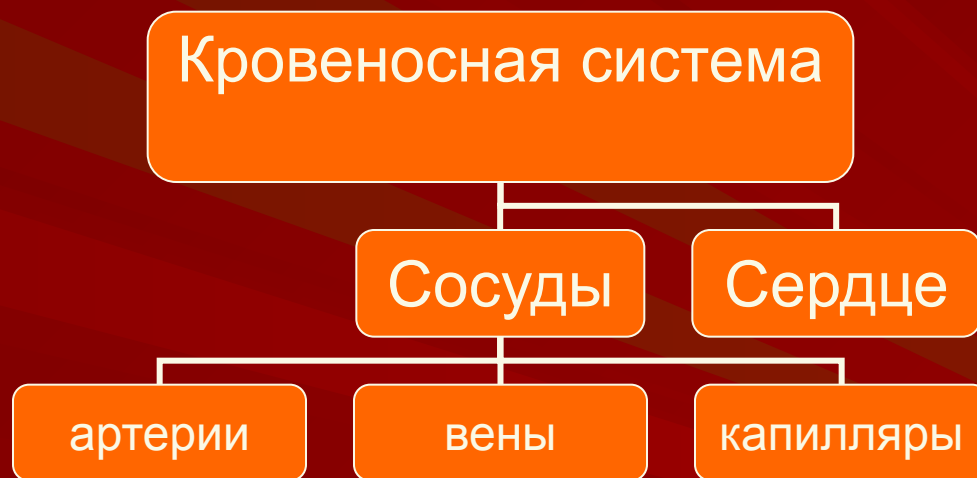 Кровеносная система
Сосуды
Сердце
артерии
вены
капилляры